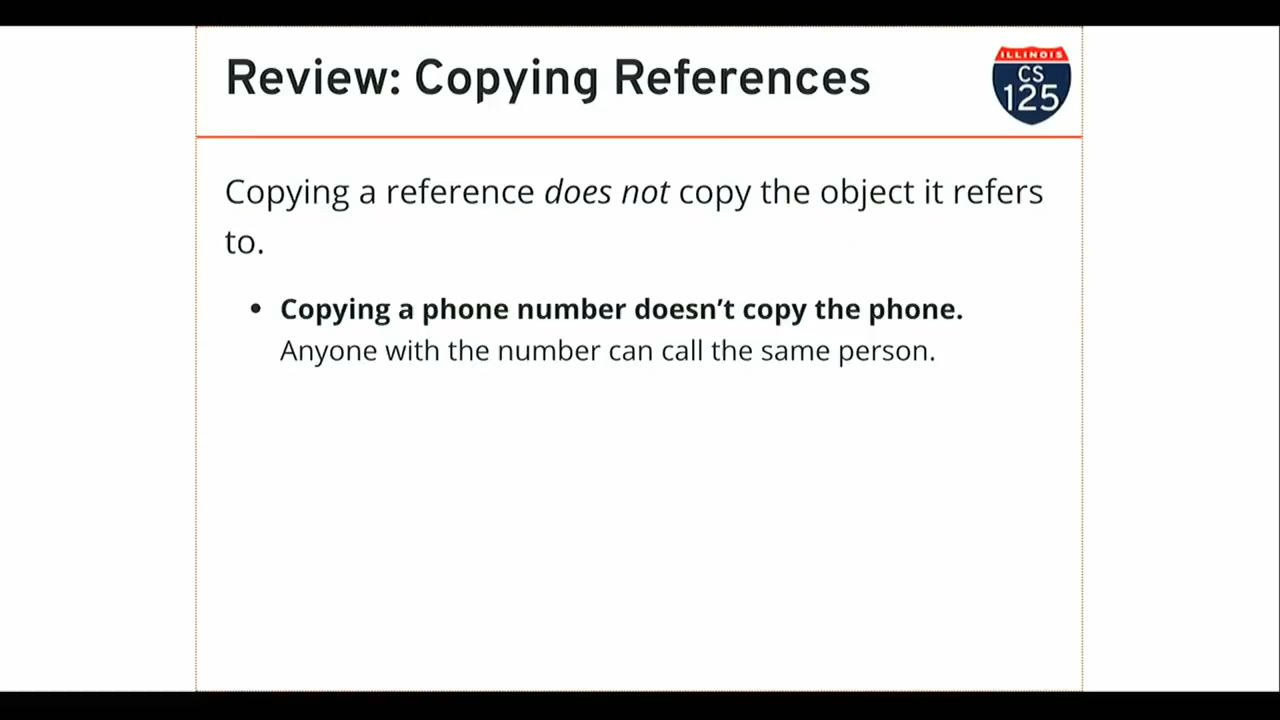 Review: Copying References
ILLINOIS
CS
125
Copying a reference does not copy the object it refers
to.
• Copying a phone number doesn’t copy the phone.
Anyone with the number can call the same person.